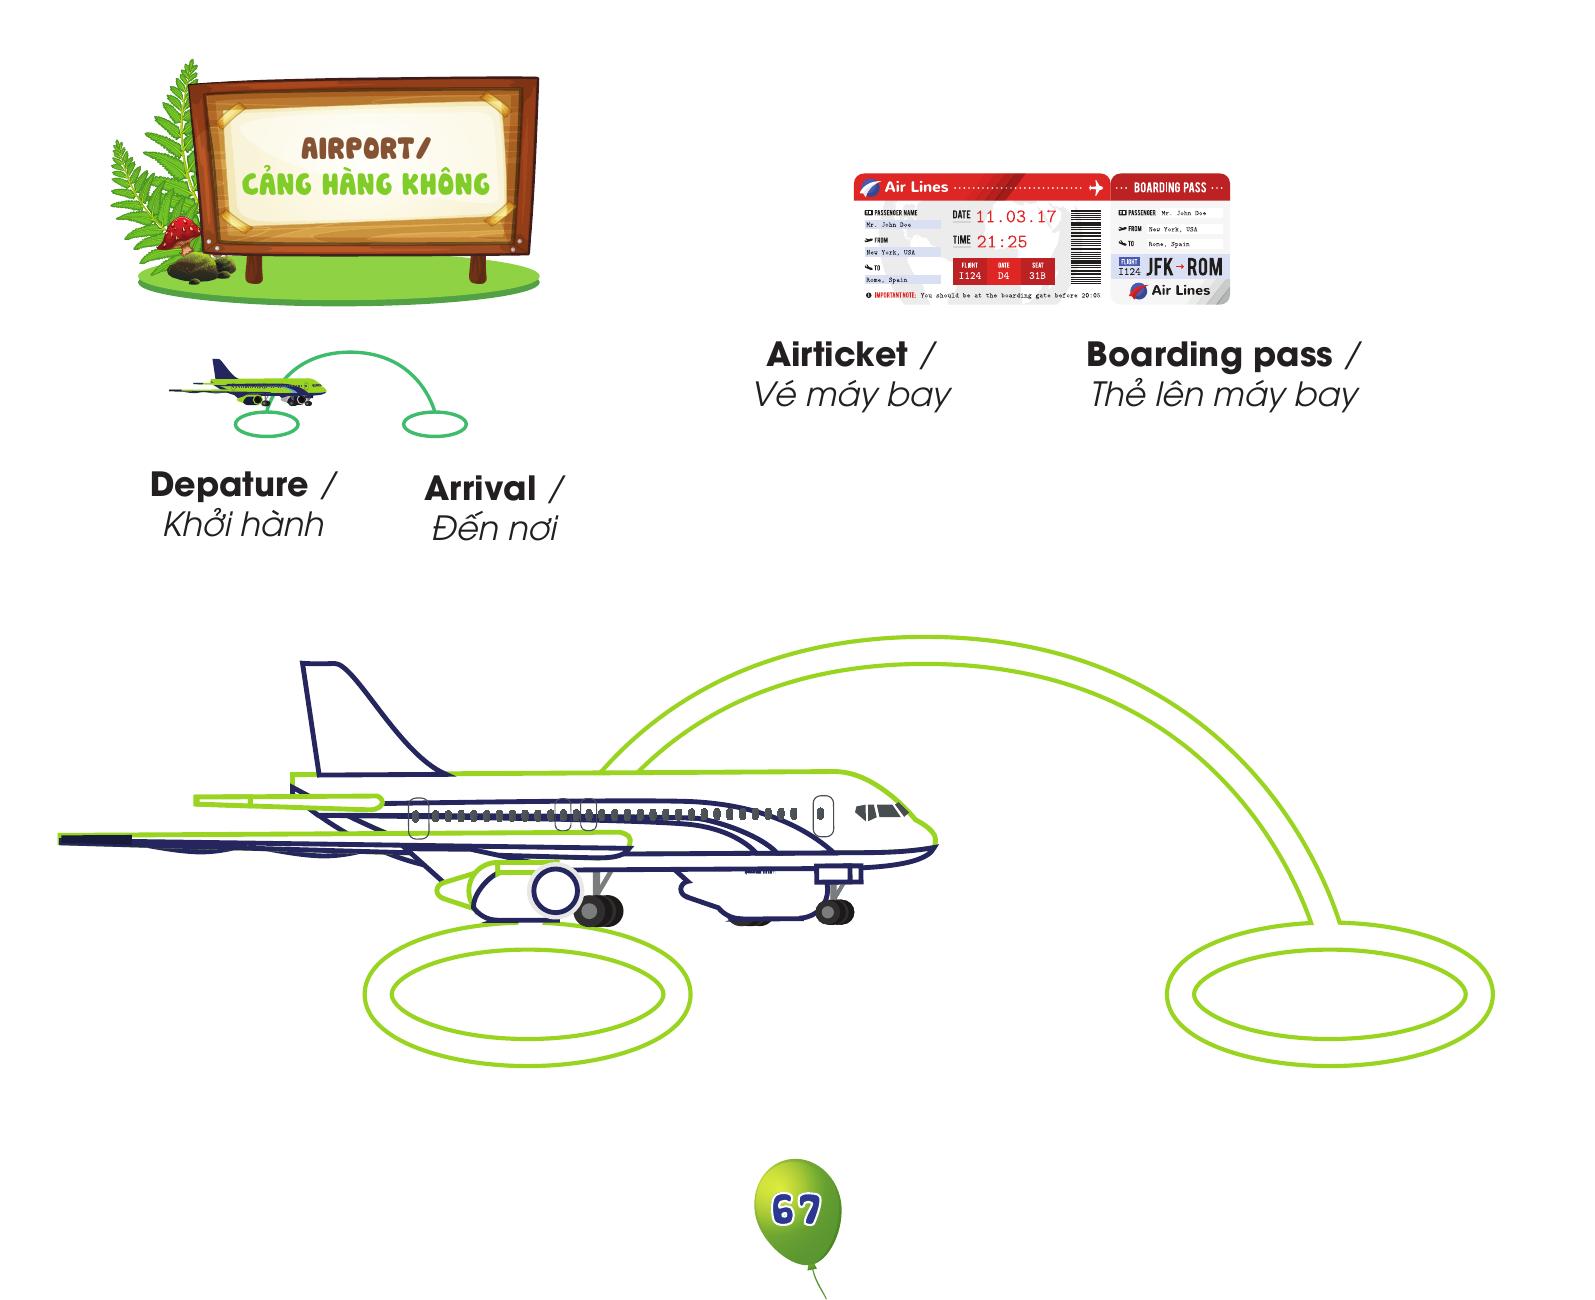 AIRPORT/
CẢNG HÀNG KHÔNG
Air Lines
BOARDING PASS
PASSENGER NAME
Mr. John Doe
FROM
New York, USA
TO
Rome, Spain
DATE 11.03.17
TIME 21:25
FLIGHT GATE SEAT
I124 D4 31B
IMPORTANT NOTE: You should be at the boarding gate before 20:05
PASSENGER Mr. John Doe
FROM New York, USA
TO Rome, Spain
FLIGHT
I124
JFK → ROM
Air Lines
Airticket /
Vé máy bay
Boarding pass /
Thẻ lên máy bay
Depature /
Khởi hành
Arrival /
Đến nơi
67